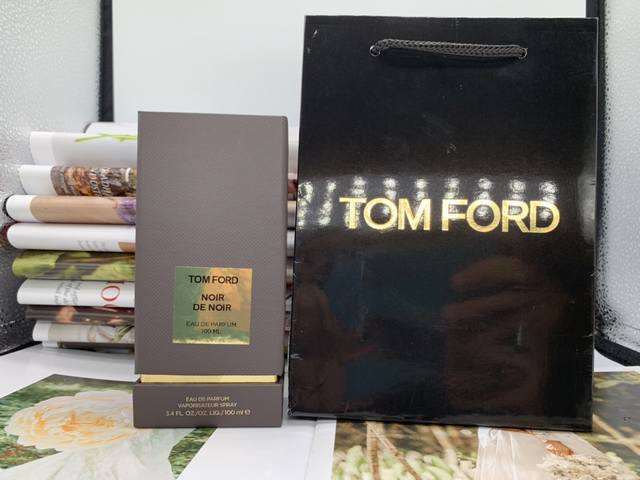 TOM FORD
NOIR
DE NOIR
EAU DE PARFUM
100 ML
EAU DE PARFUM
VAPORISATEUR SPRAY
3.4 FL. OZ./OZ. LIQ. / 100 ml ℮
TOM FORD